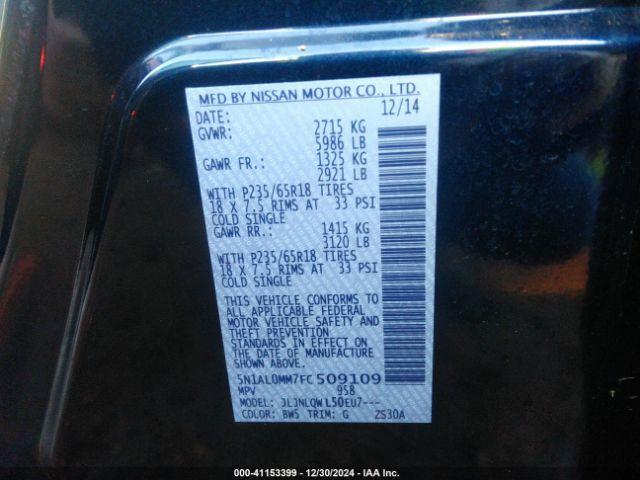 MFD BY NISSAN MOTOR CO., LTD.
DATE: 12/14
GVWR: 2715 KG
5986 LB
GAWR FR.: 1325 KG
2921 LB
WITH P235/65R18 TIRES
18 X 7.5 RIMS AT 33 PSI
COLD SINGLE
GAWR RR.: 1415 KG
3120 LB
WITH P235/65R18 TIRES
18 X 7.5 RIMS AT 33 PSI
COLD SINGLE
THIS VEHICLE CONFORMS TO
ALL APPLICABLE FEDERAL
MOTOR VEHICLE SAFETY AND
AND THEFT PREVENTION
STANDARDS IN EFFECT ON
THE DATE OF MANUFACTURE
SHOWN ABOVE.
5N1AL0MM7FC509109
MPV 958
MODEL: JLJNLQWL50EU7---
COLOR: BW5 TRIM: G ZS30A
000-41153399 - 12/30/2024 - IAA Inc.